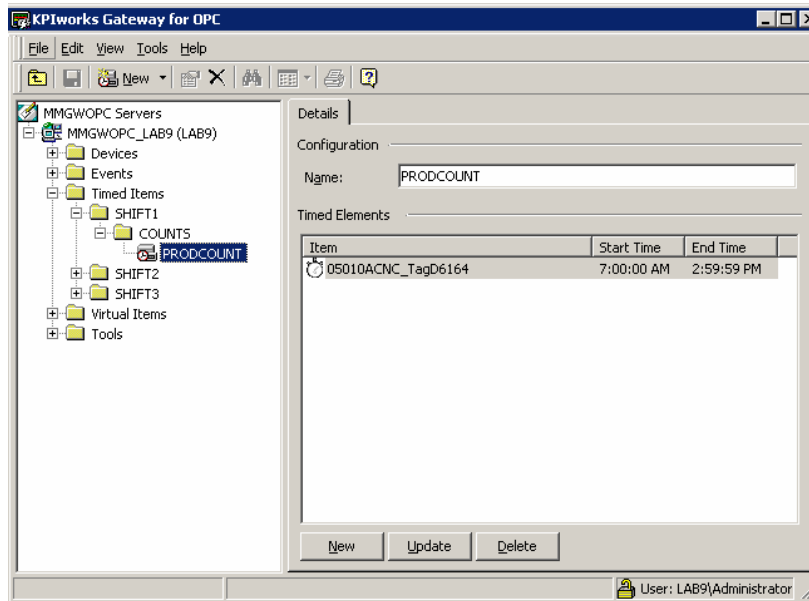 KPIworks Gateway for OPC
File Edit View Tools Help
New
MMGWOPC Servers
MMGWOPC_LAB9 (LAB9)
Devices
Events
Timed Items
SHIFT1
COUNTS
PRODCOUNT
SHIFT2
SHIFT3
Virtual Items
Tools
Details
Configuration
Name: PRODCOUNT
Timed Elements
Item Start Time End Time
05010ACNC_TagD6164 7:00:00 AM 2:59:59 PM
New Update Delete
User: LAB9\Administrator